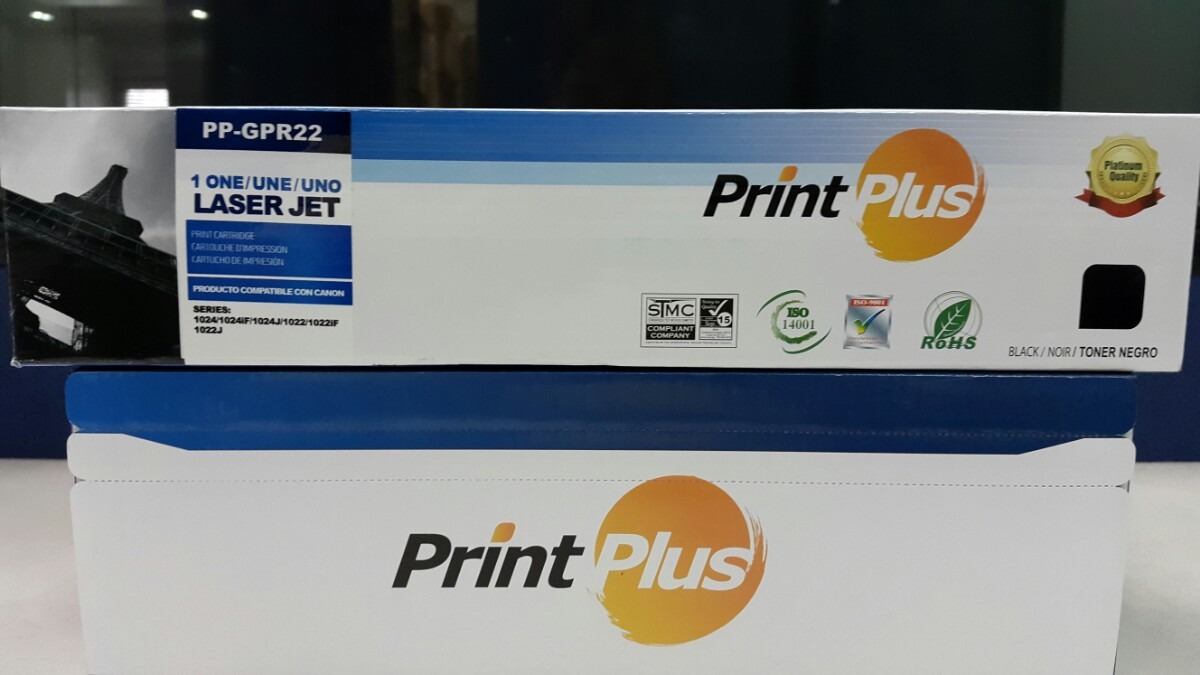 PP-GPR22
1 ONE/UNE/UNO
LASER JET
PRINT CARTRIDGE
CARTOUCHE D'IMPRESSION
CARTUCHO DE IMPRESIÓN
PRODUCTO COMPATIBLE CON CANON
SERIES:
1024/1024iF/1024J/1022/1022iF
1022J
Print Plus
Platinum
Quality
STMC
COMPLIANT
COMPANY
15
ISO
14001
ISO-9001
RoHS
BLACK / NOIR / TONER NEGRO
Print Plus